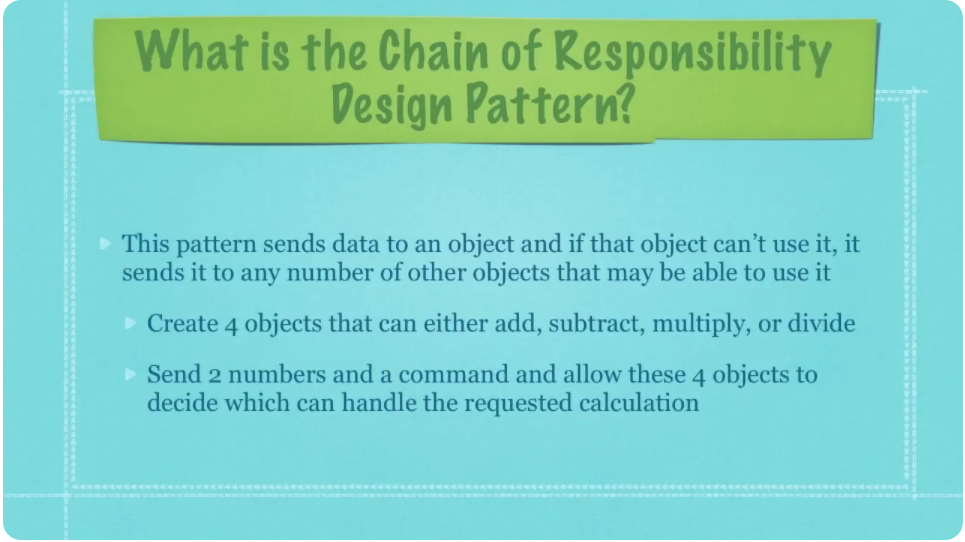 What is the Chain of Responsibility
Design Pattern?
This pattern sends data to an object and if that object can't use it, it
sends it to any number of other objects that may be able to use it
Create 4 objects that can either add, subtract, multiply, or divide
Send 2 numbers and a command and allow these 4 objects to
decide which can handle the requested calculation